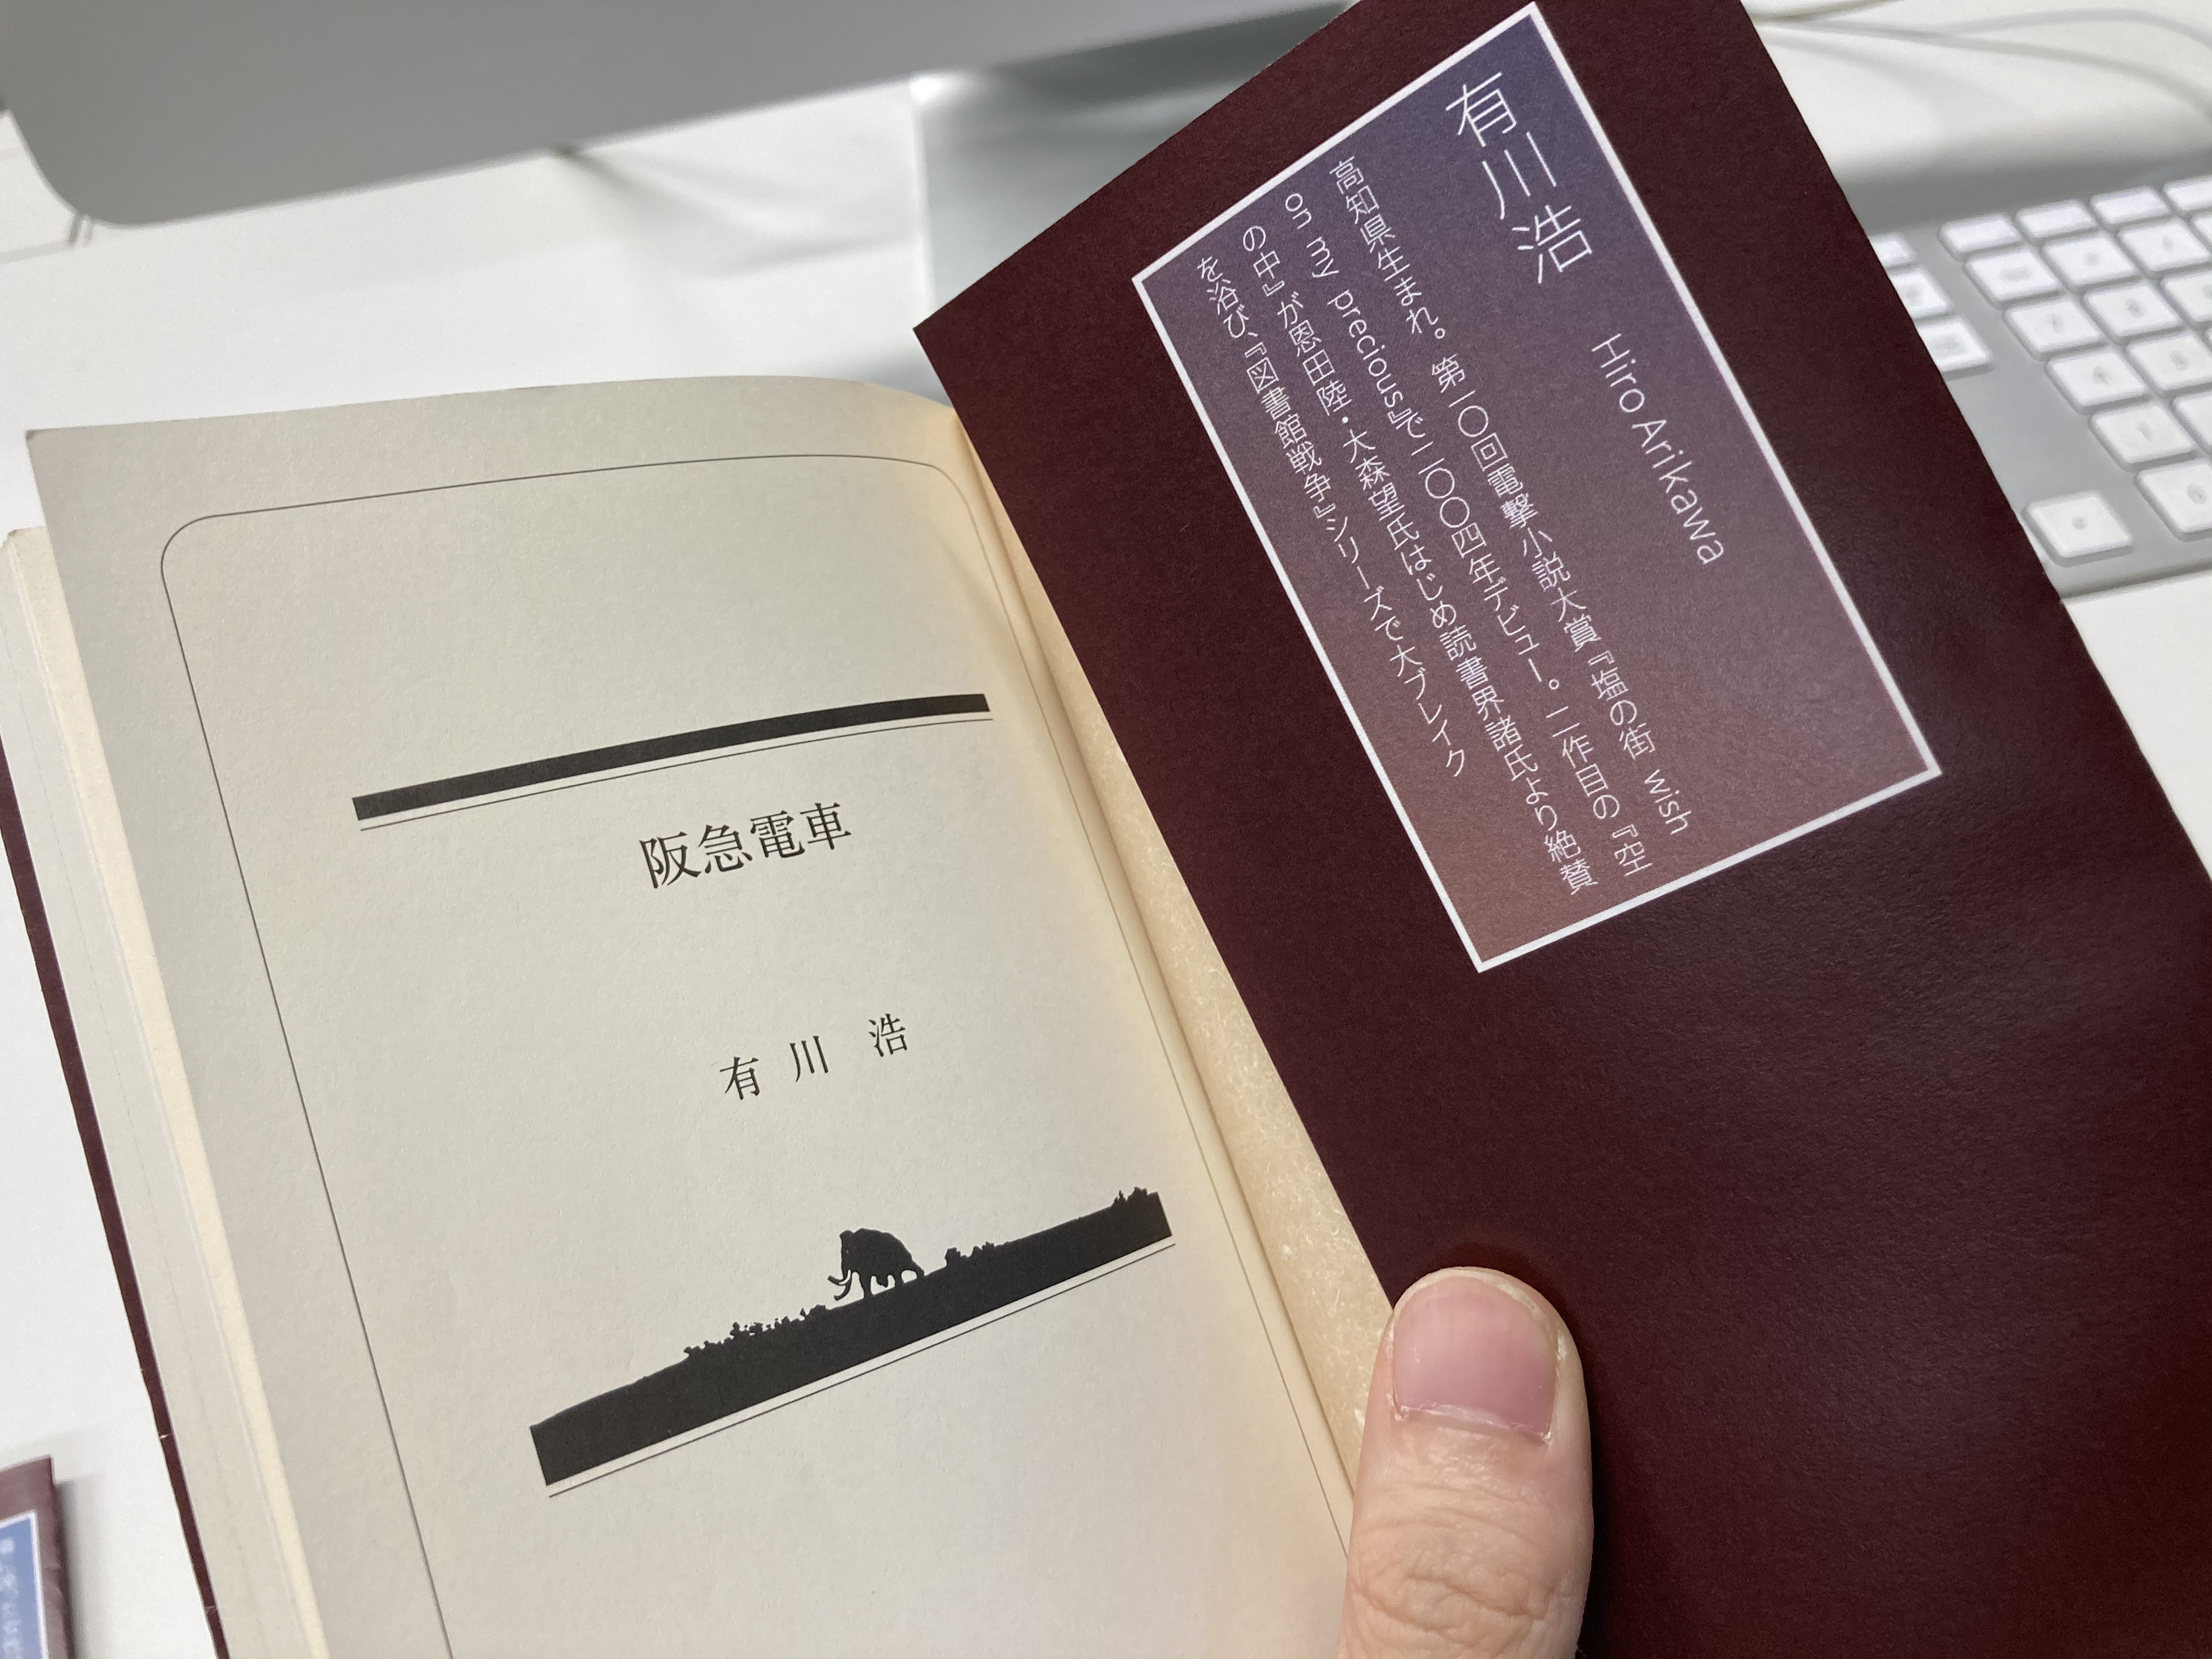 有川浩
Hiro Arikawa
高知県生まれ。第一〇回電撃小説大賞『塩の街 wish
on my precious』で二〇〇四年デビュー。二作目の『空
の中』が恩田陸・大森望氏はじめ読書界諸氏より絶賛
を浴び、『図書館戦争』シリーズで大ブレイク
阪急電車
有川 浩